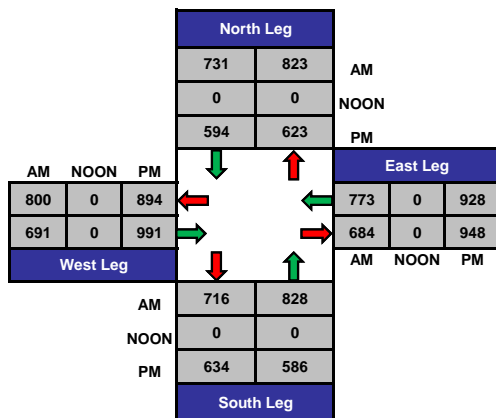 North Leg
731 823 AM
0 0 NOON
594 623 PM
AM NOON PM East Leg
800 0 894 773 0 928
691 0 991 684 0 948
West Leg AM NOON PM
AM 716 828
NOON 0 0
PM 634 586
South Leg